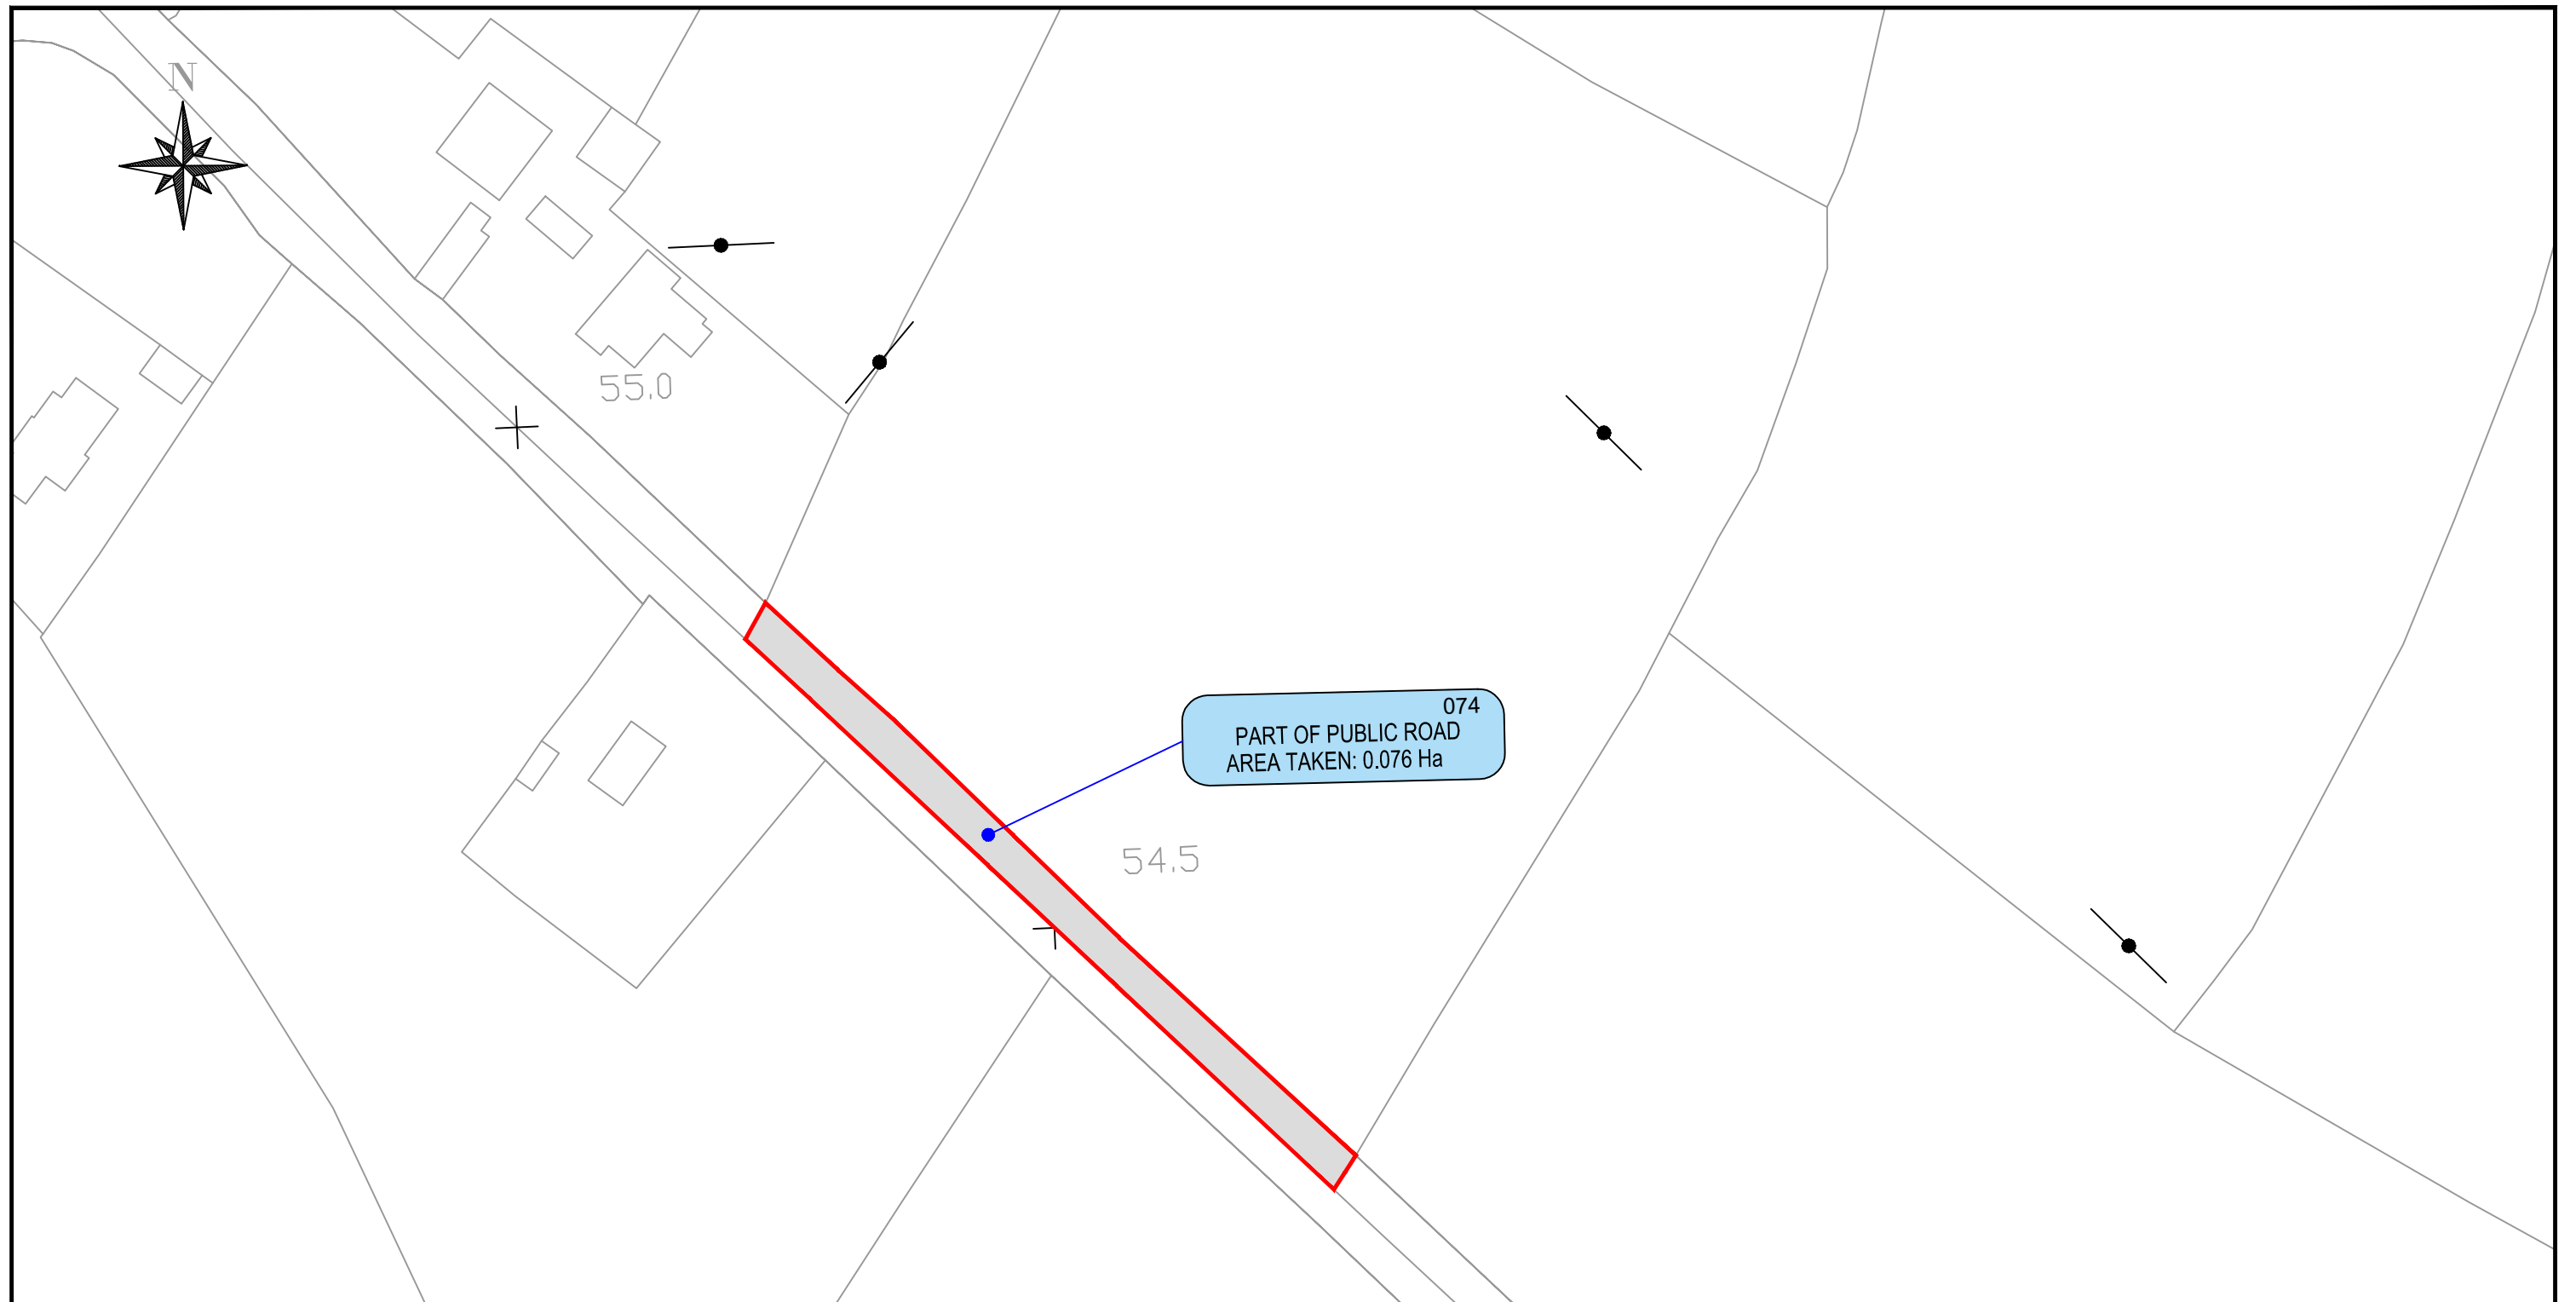 N
55.0
074
PART OF PUBLIC ROAD
AREA TAKEN: 0.076 Ha
54.5